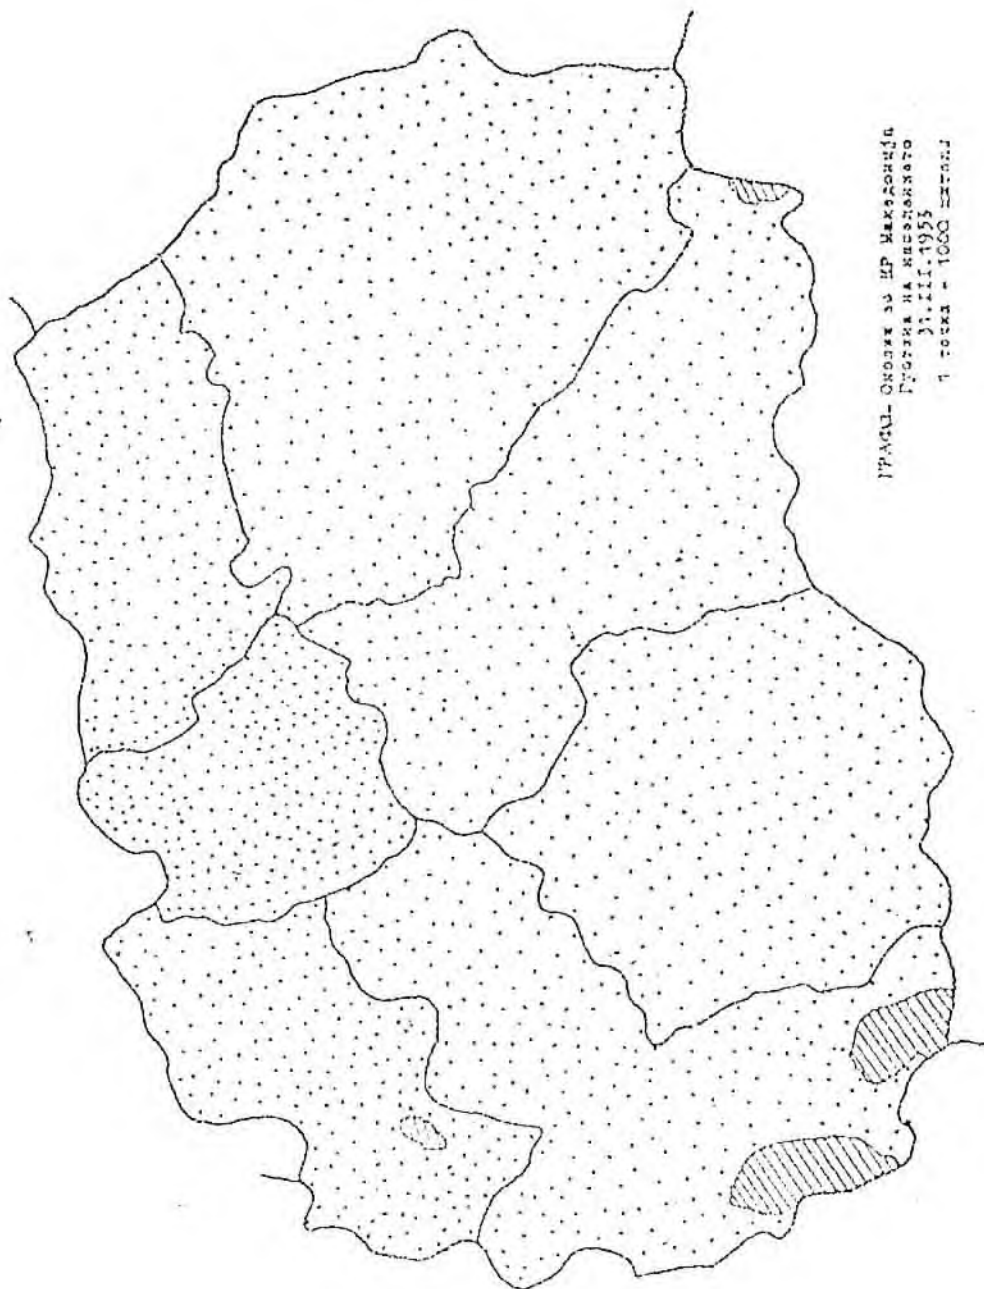 Околии во НР Македонија
Густина на населението
31.III.1953
1 точка - 1000 жители